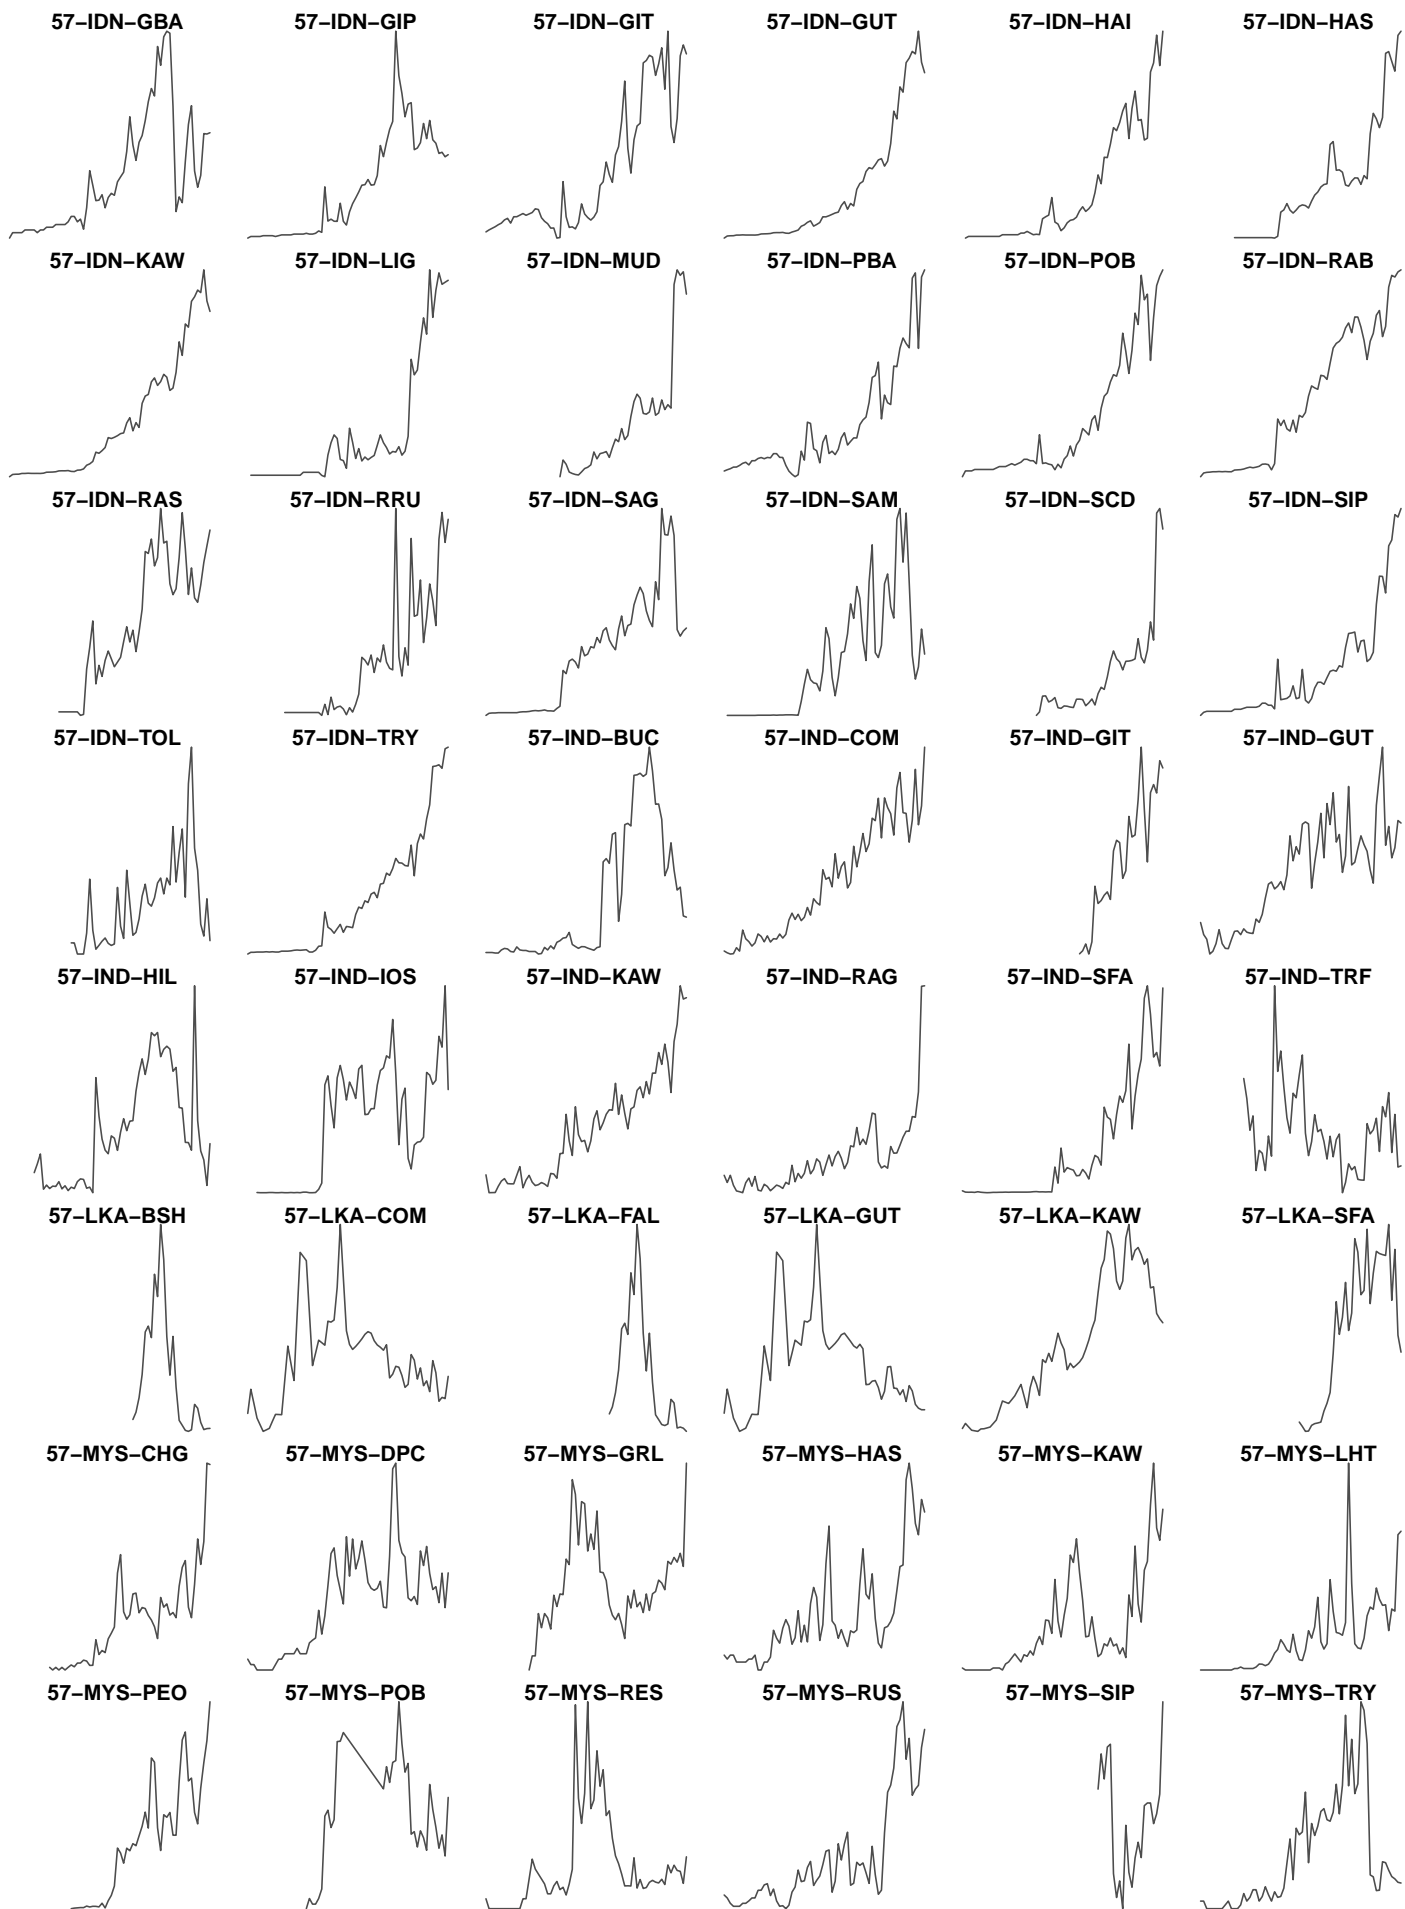 57–IDN–GBA 57–IDN–GIP 57–IDN–GIT 57–IDN–GUT 57–IDN–HAI 57–IDN–HAS
57–IDN–KAW 57–IDN–LIG 57–IDN–MUD 57–IDN–PBA 57–IDN–POB 57–IDN–RAB
57–IDN–RAS 57–IDN–RRU 57–IDN–SAG 57–IDN–SAM 57–IDN–SCD 57–IDN–SIP
57–IDN–TOL 57–IDN–TRY 57–IND–BUC 57–IND–COM 57–IND–GIT 57–IND–GUT
57–IND–HIL 57–IND–IOS 57–IND–KAW 57–IND–RAG 57–IND–SFA 57–IND–TRF
57–LKA–BSH 57–LKA–COM 57–LKA–FAL 57–LKA–GUT 57–LKA–KAW 57–LKA–SFA
57–MYS–CHG 57–MYS–DPC 57–MYS–GRL 57–MYS–HAS 57–MYS–KAW 57–MYS–LHT
57–MYS–PEO 57–MYS–POB 57–MYS–RES 57–MYS–RUS 57–MYS–SIP 57–MYS–TRY